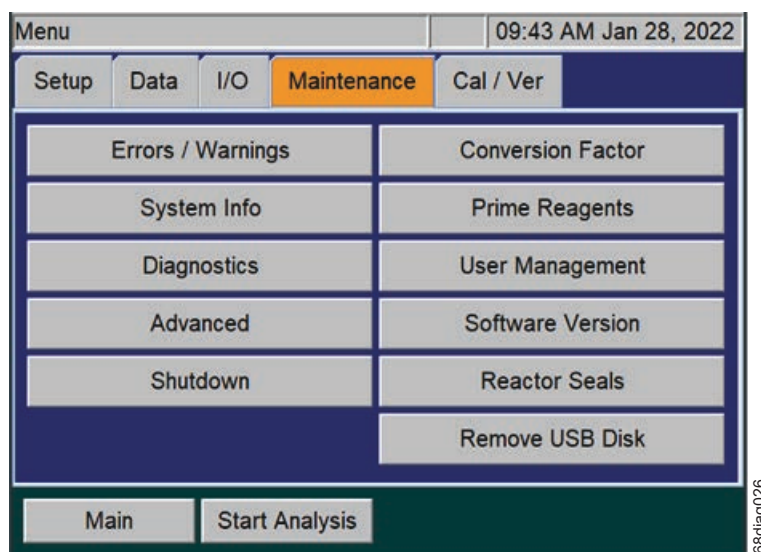 Menu 09:43 AM Jan 28, 2022
Setup Data I/O Maintenance Cal / Ver
Errors / Warnings Conversion Factor
System Info Prime Reagents
Diagnostics User Management
Advanced Software Version
Shutdown Reactor Seals
Remove USB Disk
Main Start Analysis